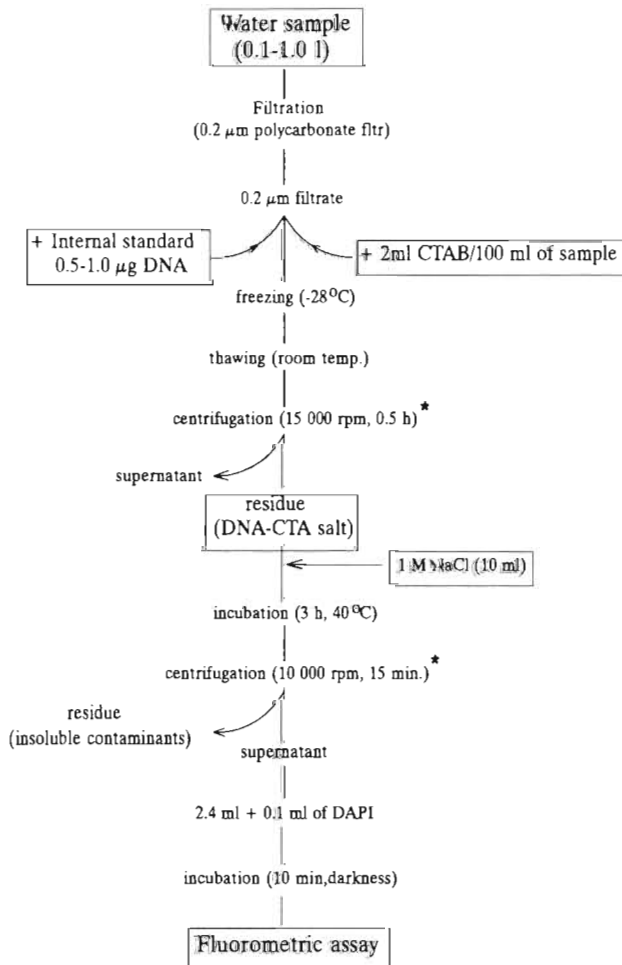 Water sample
(0.1-1.0 l)
Filtration
(0.2 μm polycarbonate fltr)
0.2 μm filtrate
+ Internal standard
0.5-1.0 μg DNA
+ 2ml CTAB/100 ml of sample
freezing (-28°C)
thawing (room temp.)
centrifugation (15 000 rpm, 0.5 h)*
supernatant
residue
(DNA-CTA salt)
1 M NaCl (10 ml)
incubation (3 h, 40°C)
centrifugation (10 000 rpm, 15 min.)*
residue
(insoluble contaminants)
supernatant
2.4 ml + 0.1 ml of DAPI
incubation (10 min,darkness)
Fluorometric assay